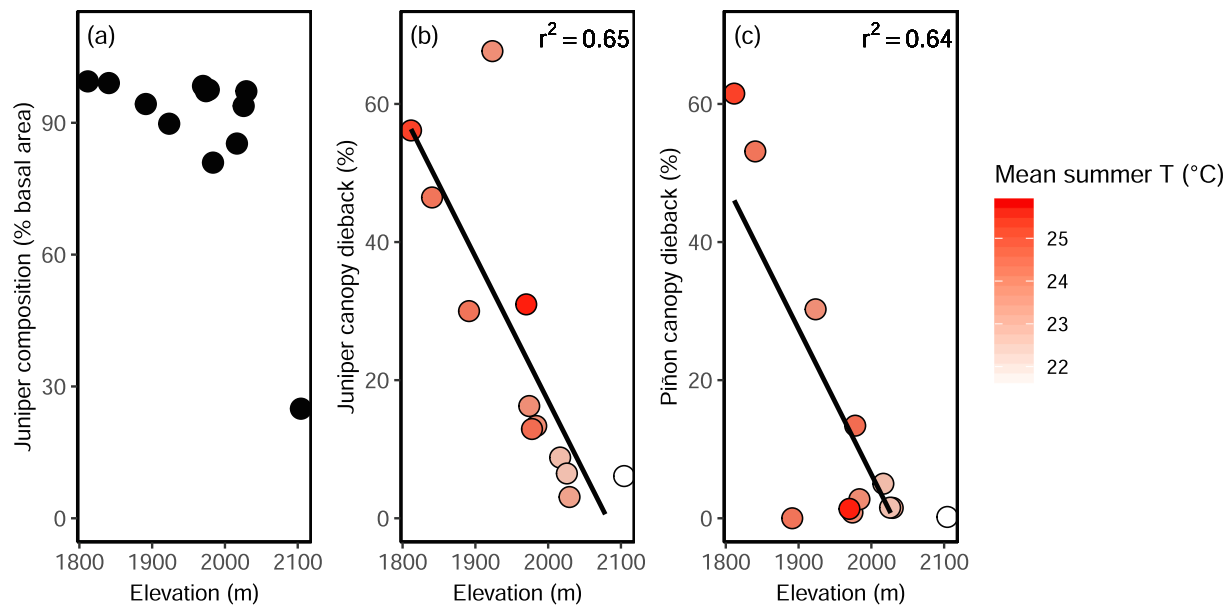 (a)
Juniper composition (% basal area)
90
60
30
0
1800 1900 2000 2100
Elevation (m)
(b)
r² = 0.65
Juniper canopy dieback (%)
60
40
20
0
1800 1900 2000 2100
Elevation (m)
(c)
r² = 0.64
Piñon canopy dieback (%)
60
40
20
0
1800 1900 2000 2100
Elevation (m)
Mean summer T (°C)
25
24
23
22